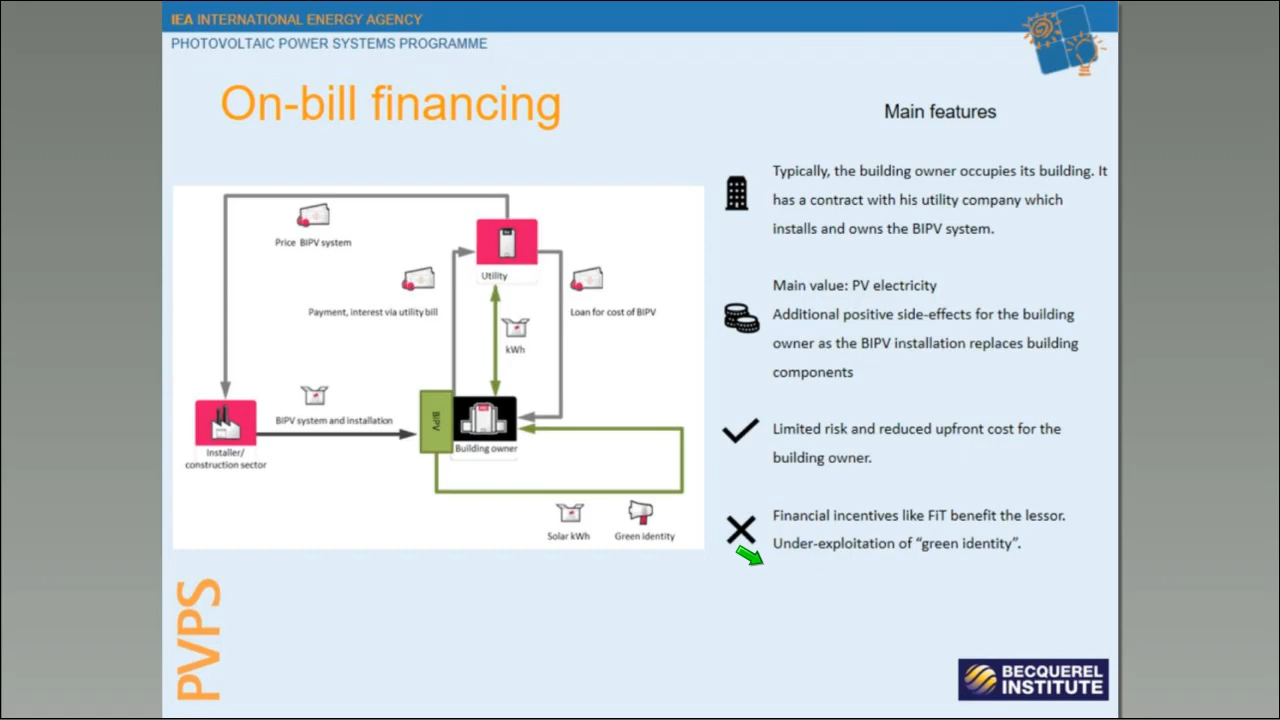 IEA INTERNATIONAL ENERGY AGENCY
PHOTOVOLTAIC POWER SYSTEMS PROGRAMME
On-bill financing
Main features
Typically, the building owner occupies its building. It
has a contract with his utility company which
installs and owns the BIPV system.
Main value: PV electricity
Additional positive side-effects for the building
owner as the BIPV installation replaces building
components
Limited risk and reduced upfront cost for the
building owner.
Financial incentives like FiT benefit the lessor.
Under-exploitation of “green identity”.
Price BIPV system
Utility
Payment, interest via utility bill
Loan for cost of BIPV
kWh
BIPV system and installation
BIPV
Building owner
Installer/
construction sector
Solar kWh
Green identity
PVPS
BECQUEREL
INSTITUTE